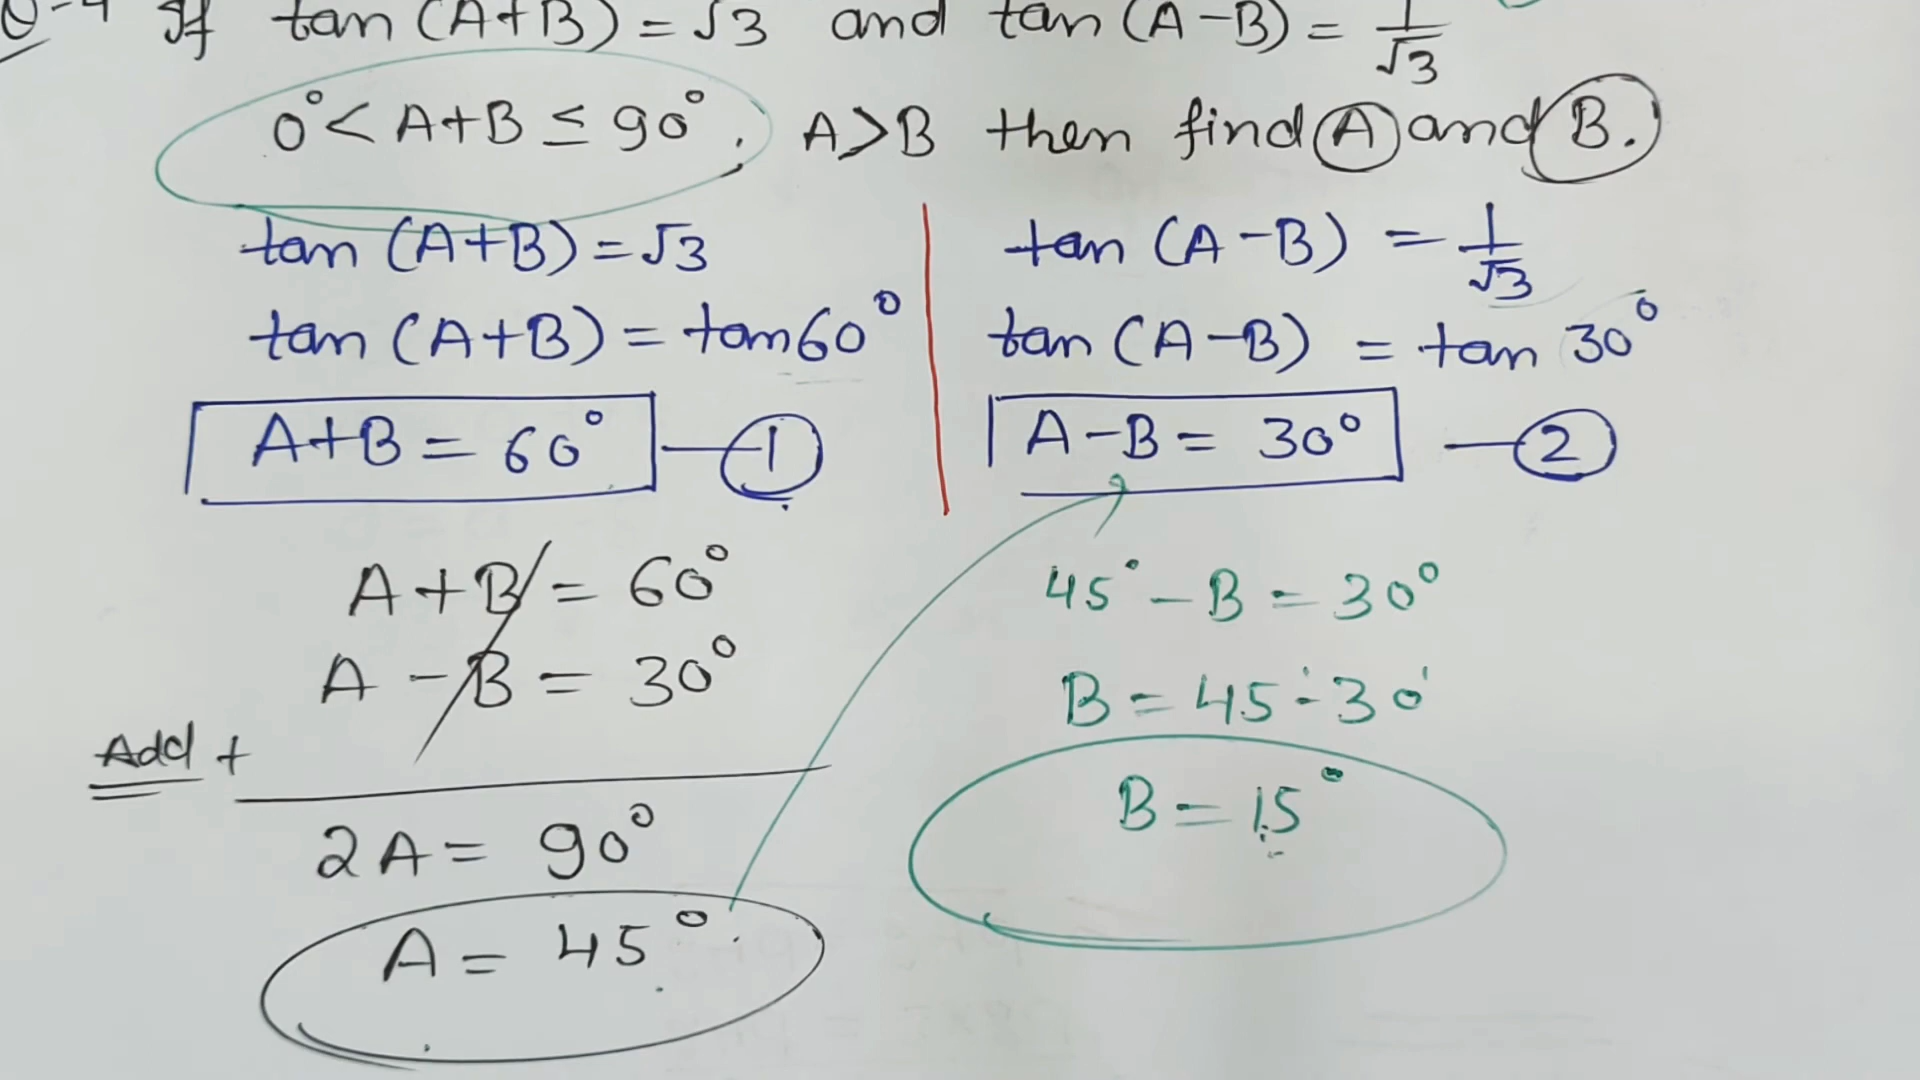 Q-4 If tan (A+B) = √3 and tan (A-B) = 1/√3
0° < A+B ≤ 90°, A>B then find A and B.
tan (A+B) = √3
tan (A+B) = tan60°
A+B = 60° — 1
tan (A-B) = 1/√3
tan (A-B) = tan 30°
A-B = 30° — 2
A+B = 60°
A-B = 30°
Add +
2A = 90°
A = 45°
45° - B = 30°
B = 45°-30°
B = 15°